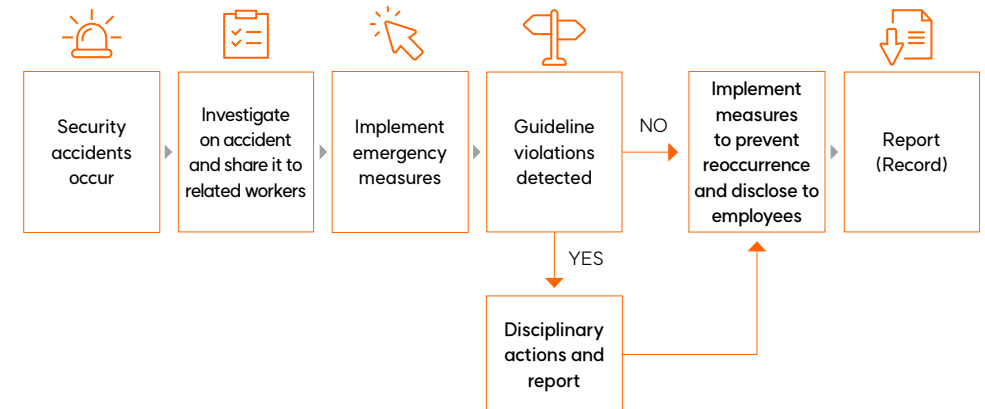 Security
accidents
occur
Investigate
on accident
and share it to
related workers
Implement
emergency
measures
Guideline
violations
detected
NO
YES
Disciplinary
actions and
report
Implement
measures
to prevent
reoccurrence
and disclose to
employees
Report
(Record)